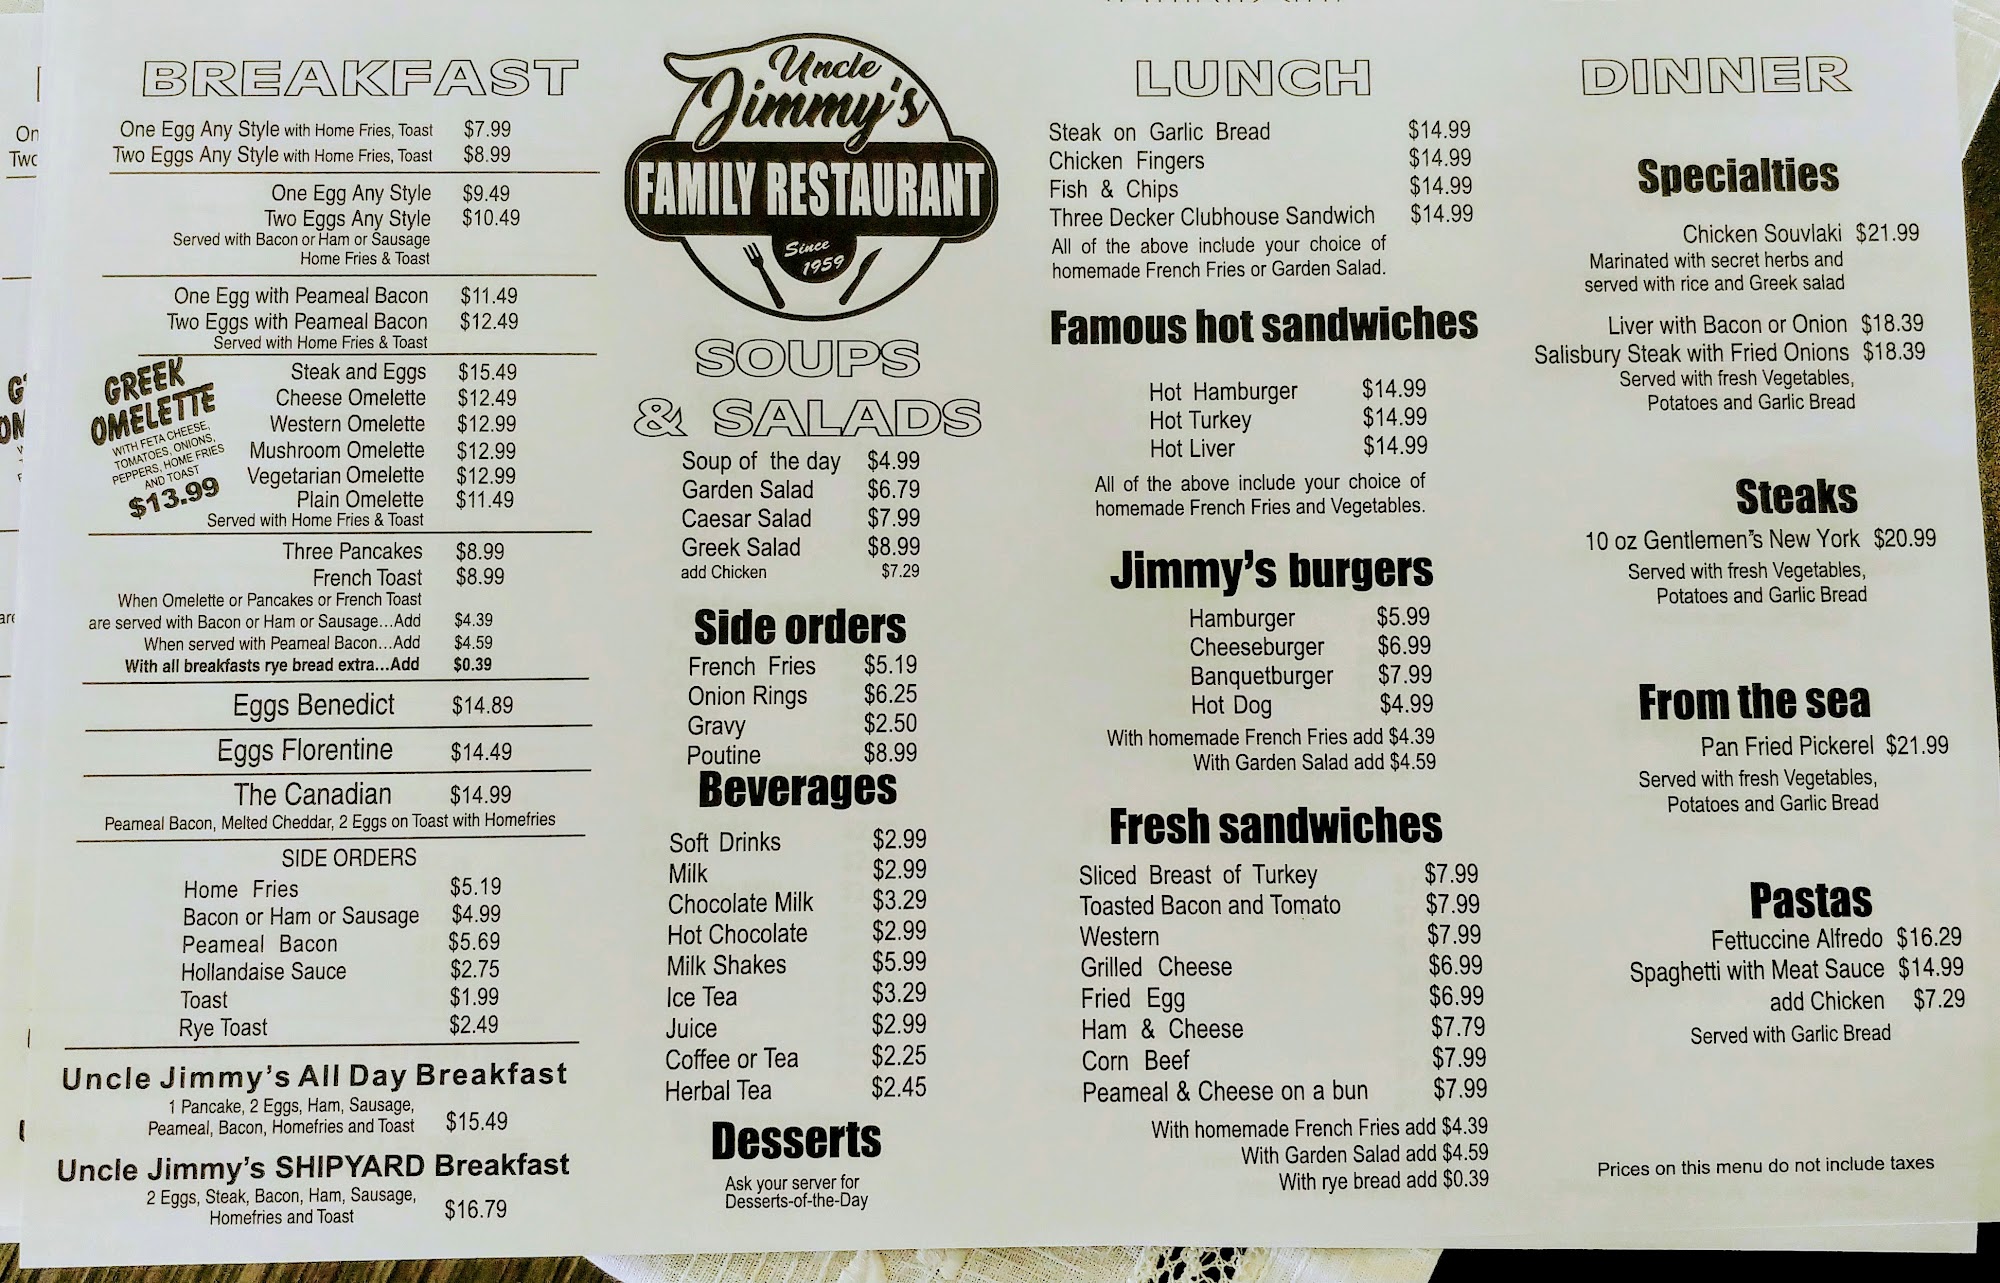 BREAKFAST
One Egg Any Style with Home Fries, Toast $7.99
Two Eggs Any Style with Home Fries, Toast $8.99
One Egg Any Style $9.49
Two Eggs Any Style $10.49
Served with Bacon or Ham or Sausage
Home Fries & Toast
One Egg with Peameal Bacon $11.49
Two Eggs with Peameal Bacon $12.49
Served with Home Fries & Toast
GREEK
OMELETTE
WITH FETA CHEESE,
TOMATOES, ONIONS,
PEPPERS, HOME FRIES
AND TOAST
$13.99
Steak and Eggs $15.49
Cheese Omelette $12.49
Western Omelette $12.99
Mushroom Omelette $12.99
Vegetarian Omelette $12.99
Plain Omelette $11.49
Served with Home Fries & Toast
Three Pancakes $8.99
French Toast $8.99
When Omelette or Pancakes or French Toast
are served with Bacon or Ham or Sausage...Add $4.39
When served with Peameal Bacon...Add $4.59
With all breakfasts rye bread extra...Add $0.39
Eggs Benedict $14.89
Eggs Florentine $14.49
The Canadian $14.99
Peameal Bacon, Melted Cheddar, 2 Eggs on Toast with Homefries
SIDE ORDERS
Home Fries $5.19
Bacon or Ham or Sausage $4.99
Peameal Bacon $5.69
Hollandaise Sauce $2.75
Toast $1.99
Rye Toast $2.49
Uncle Jimmy's All Day Breakfast
1 Pancake, 2 Eggs, Ham, Sausage,
Peameal, Bacon, Homefries and Toast $15.49
Uncle Jimmy's SHIPYARD Breakfast
2 Eggs, Steak, Bacon, Ham, Sausage,
Homefries and Toast $16.79
Uncle
Jimmy's
FAMILY RESTAURANT
Since
1959
SOUPS
& SALADS
Soup of the day $4.99
Garden Salad $6.79
Caesar Salad $7.99
Greek Salad $8.99
add Chicken $7.29
Side orders
French Fries $5.19
Onion Rings $6.25
Gravy $2.50
Poutine $8.99
Beverages
Soft Drinks $2.99
Milk $2.99
Chocolate Milk $3.29
Hot Chocolate $2.99
Milk Shakes $5.99
Ice Tea $3.29
Juice $2.99
Coffee or Tea $2.25
Herbal Tea $2.45
Desserts
Ask your server for
Desserts-of-the-Day
LUNCH
Steak on Garlic Bread $14.99
Chicken Fingers $14.99
Fish & Chips $14.99
Three Decker Clubhouse Sandwich $14.99
All of the above include your choice of
homemade French Fries or Garden Salad.
Famous hot sandwiches
Hot Hamburger $14.99
Hot Turkey $14.99
Hot Liver $14.99
All of the above include your choice of
homemade French Fries and Vegetables.
Jimmy's burgers
Hamburger $5.99
Cheeseburger $6.99
Banquetburger $7.99
Hot Dog $4.99
With homemade French Fries add $4.39
With Garden Salad add $4.59
Fresh sandwiches
Sliced Breast of Turkey $7.99
Toasted Bacon and Tomato $7.99
Western $7.99
Grilled Cheese $6.99
Fried Egg $6.99
Ham & Cheese $7.79
Corn Beef $7.99
Peameal & Cheese on a bun $7.99
With homemade French Fries add $4.39
With Garden Salad add $4.59
With rye bread add $0.39
DINNER
Specialties
Chicken Souvlaki $21.99
Marinated with secret herbs and
served with rice and Greek salad
Liver with Bacon or Onion $18.39
Salisbury Steak with Fried Onions $18.39
Served with fresh Vegetables,
Potatoes and Garlic Bread
Steaks
10 oz Gentlemen's New York $20.99
Served with fresh Vegetables,
Potatoes and Garlic Bread
From the sea
Pan Fried Pickerel $21.99
Served with fresh Vegetables,
Potatoes and Garlic Bread
Pastas
Fettuccine Alfredo $16.29
Spaghetti with Meat Sauce $14.99
add Chicken $7.29
Served with Garlic Bread
Prices on this menu do not include taxes